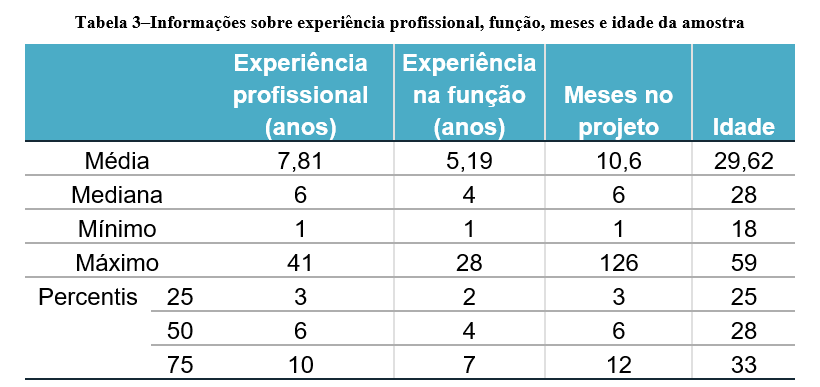 Tabela 3–Informações sobre experiência profissional, função, meses e idade da amostra
Experiência profissional (anos) Experiência na função (anos) Meses no projeto Idade
Média 7,81 5,19 10,6 29,62
Mediana 6 4 6 28
Mínimo 1 1 1 18
Máximo 41 28 126 59
Percentis 25 3 2 3 25
50 6 4 6 28
75 10 7 12 33